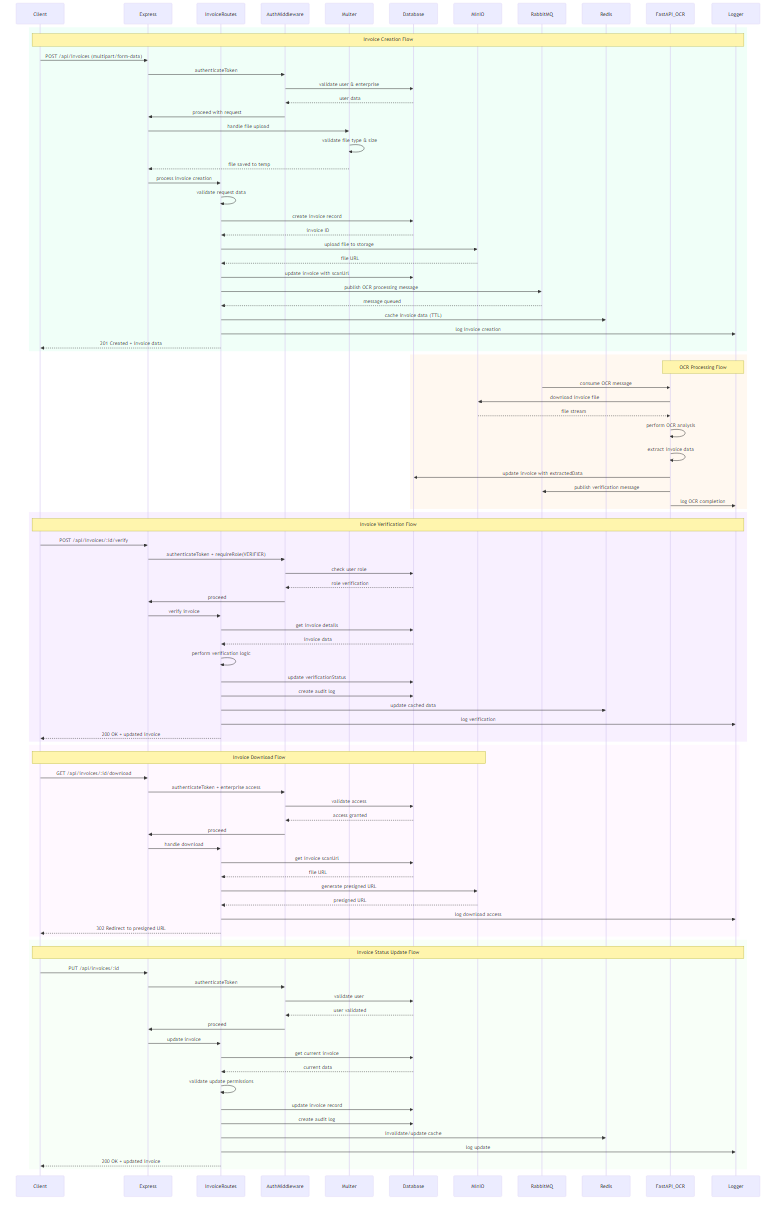 Client Express InvoiceRoutes AuthMiddleware Multer Database MinIO RabbitMQ Redis FastAPI_OCR Logger
Invoice Creation Flow
POST /api/invoices (multipart/form-data)
authenticateToken
validate user & enterprise
user data
proceed with request
handle file upload
validate file type & size
file saved to temp
process invoice creation
validate request data
create invoice record
invoice ID
upload file to storage
file URL
update invoice with scanUrl
publish OCR processing message
message queued
cache invoice data (TTL)
log invoice creation
201 Created + invoice data
OCR Processing Flow
consume OCR message
download invoice file
file stream
perform OCR analysis
extract invoice data
update invoice with extractedData
publish verification message
log OCR completion
Invoice Verification Flow
POST /api/invoices/:id/verify
authenticateToken + requireRole(VERIFIER)
check user role
role verification
proceed
verify invoice
get invoice details
invoice data
perform verification logic
update verificationStatus
create audit log
update cached data
log verification
200 OK + updated invoice
Invoice Download Flow
GET /api/invoices/:id/download
authenticateToken + enterprise access
validate access
access granted
proceed
handle download
get invoice scanUrl
file URL
generate presigned URL
presigned URL
log download access
302 Redirect to presigned URL
Invoice Status Update Flow
PUT /api/invoices/:id
authenticateToken
validate user
user validated
proceed
update invoice
get current invoice
current data
validate update permissions
update invoice record
create audit log
invalidate/update cache
log update
200 OK + updated invoice
Client Express InvoiceRoutes AuthMiddleware Multer Database MinIO RabbitMQ Redis FastAPI_OCR Logger